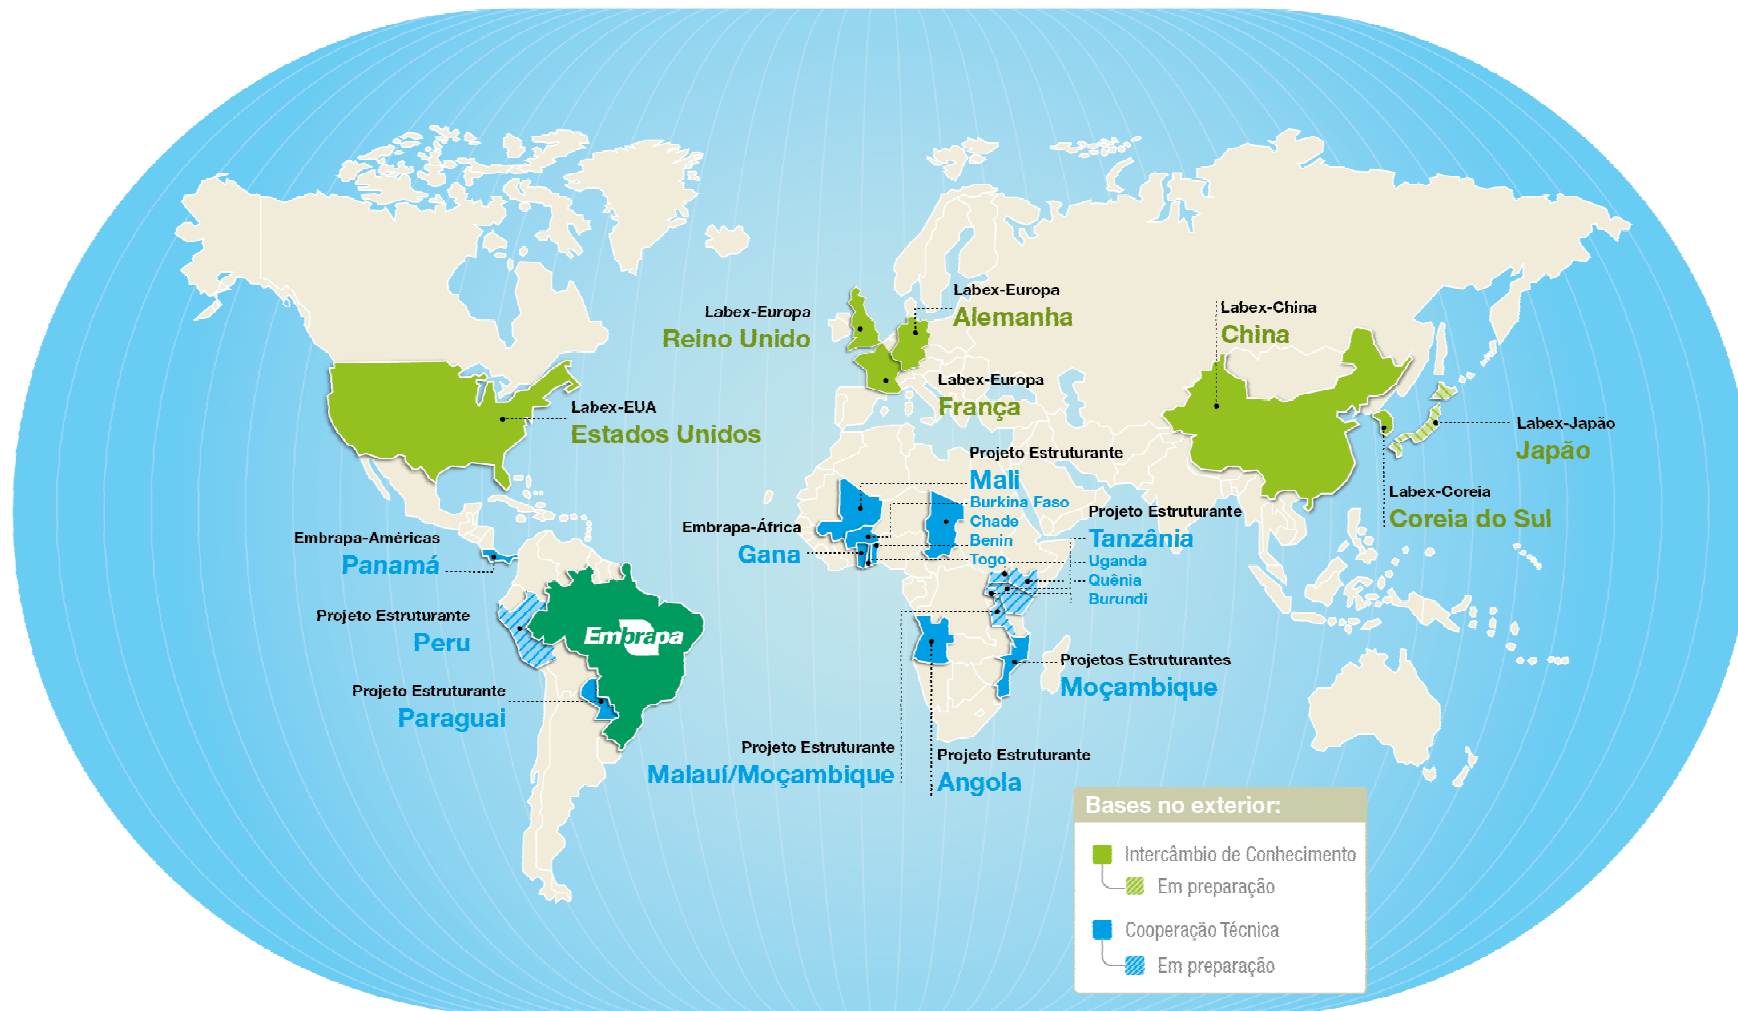 Labex-Europa
Reino Unido
Labex-Europa
Alemanha
Labex-China
China
Labex-Europa
França
Labex-EUA
Estados Unidos
Labex-Japão
Japão
Labex-Coreia
Coreia do Sul
Projeto Estruturante
Mali
Burkina Faso
Chade
Benin
Togo
Projeto Estruturante
Tanzânia
Uganda
Quênia
Burundi
Embrapa-África
Gana
Embrapa-Américas
Panamá
Projeto Estruturante
Peru
Embrapa
Projeto Estruturante
Paraguai
Projetos Estruturantes
Moçambique
Projeto Estruturante
Malauí/Moçambique
Projeto Estruturante
Angola
Bases no exterior:
Intercâmbio de Conhecimento
Em preparação
Cooperação Técnica
Em preparação